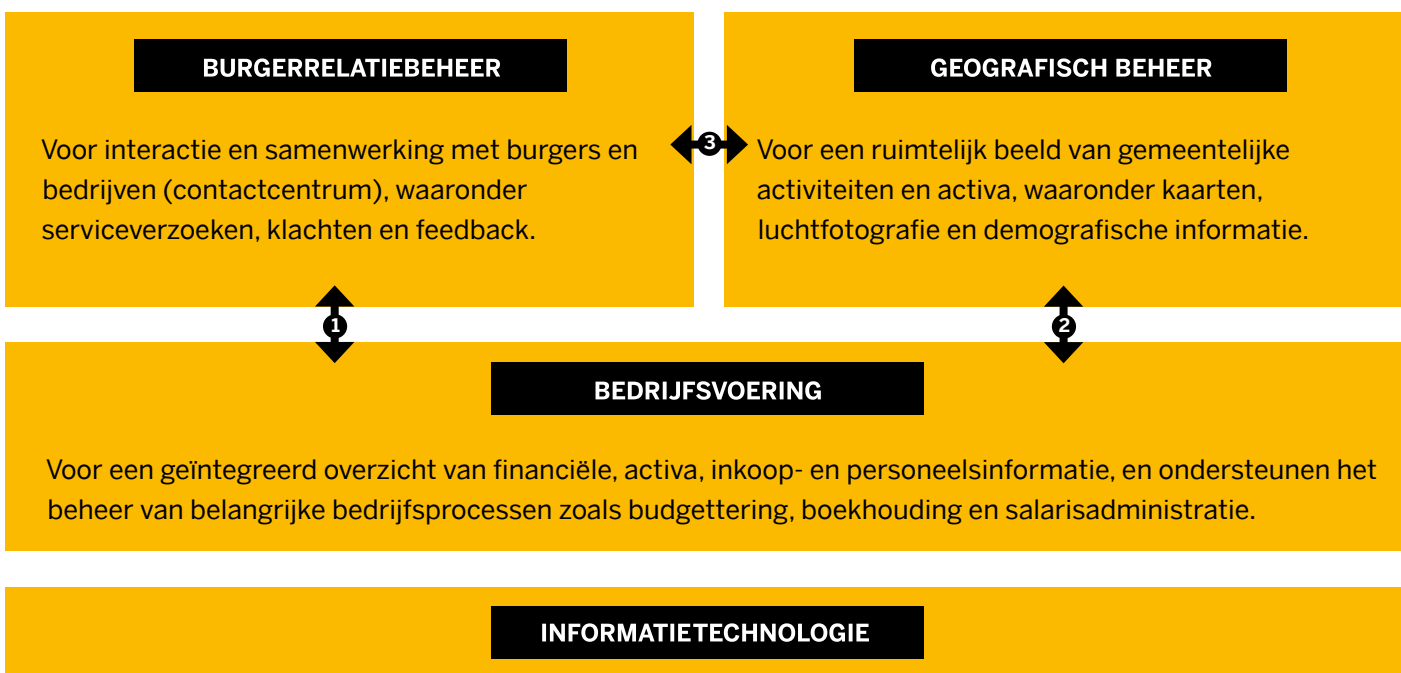 BURGERRELATIEBEHEER
Voor interactie en samenwerking met burgers en
bedrijven (contactcentrum), waaronder
serviceverzoeken, klachten en feedback.
3
GEOGRAFISCH BEHEER
Voor een ruimtelijk beeld van gemeentelijke
activiteiten en activa, waaronder kaarten,
luchtfotografie en demografische informatie.
1
2
BEDRIJFSVOERING
Voor een geïntegreerd overzicht van financiële, activa, inkoop- en personeelsinformatie, en ondersteunen het
beheer van belangrijke bedrijfsprocessen zoals budgettering, boekhouding en salarisadministratie.
INFORMATIETECHNOLOGIE